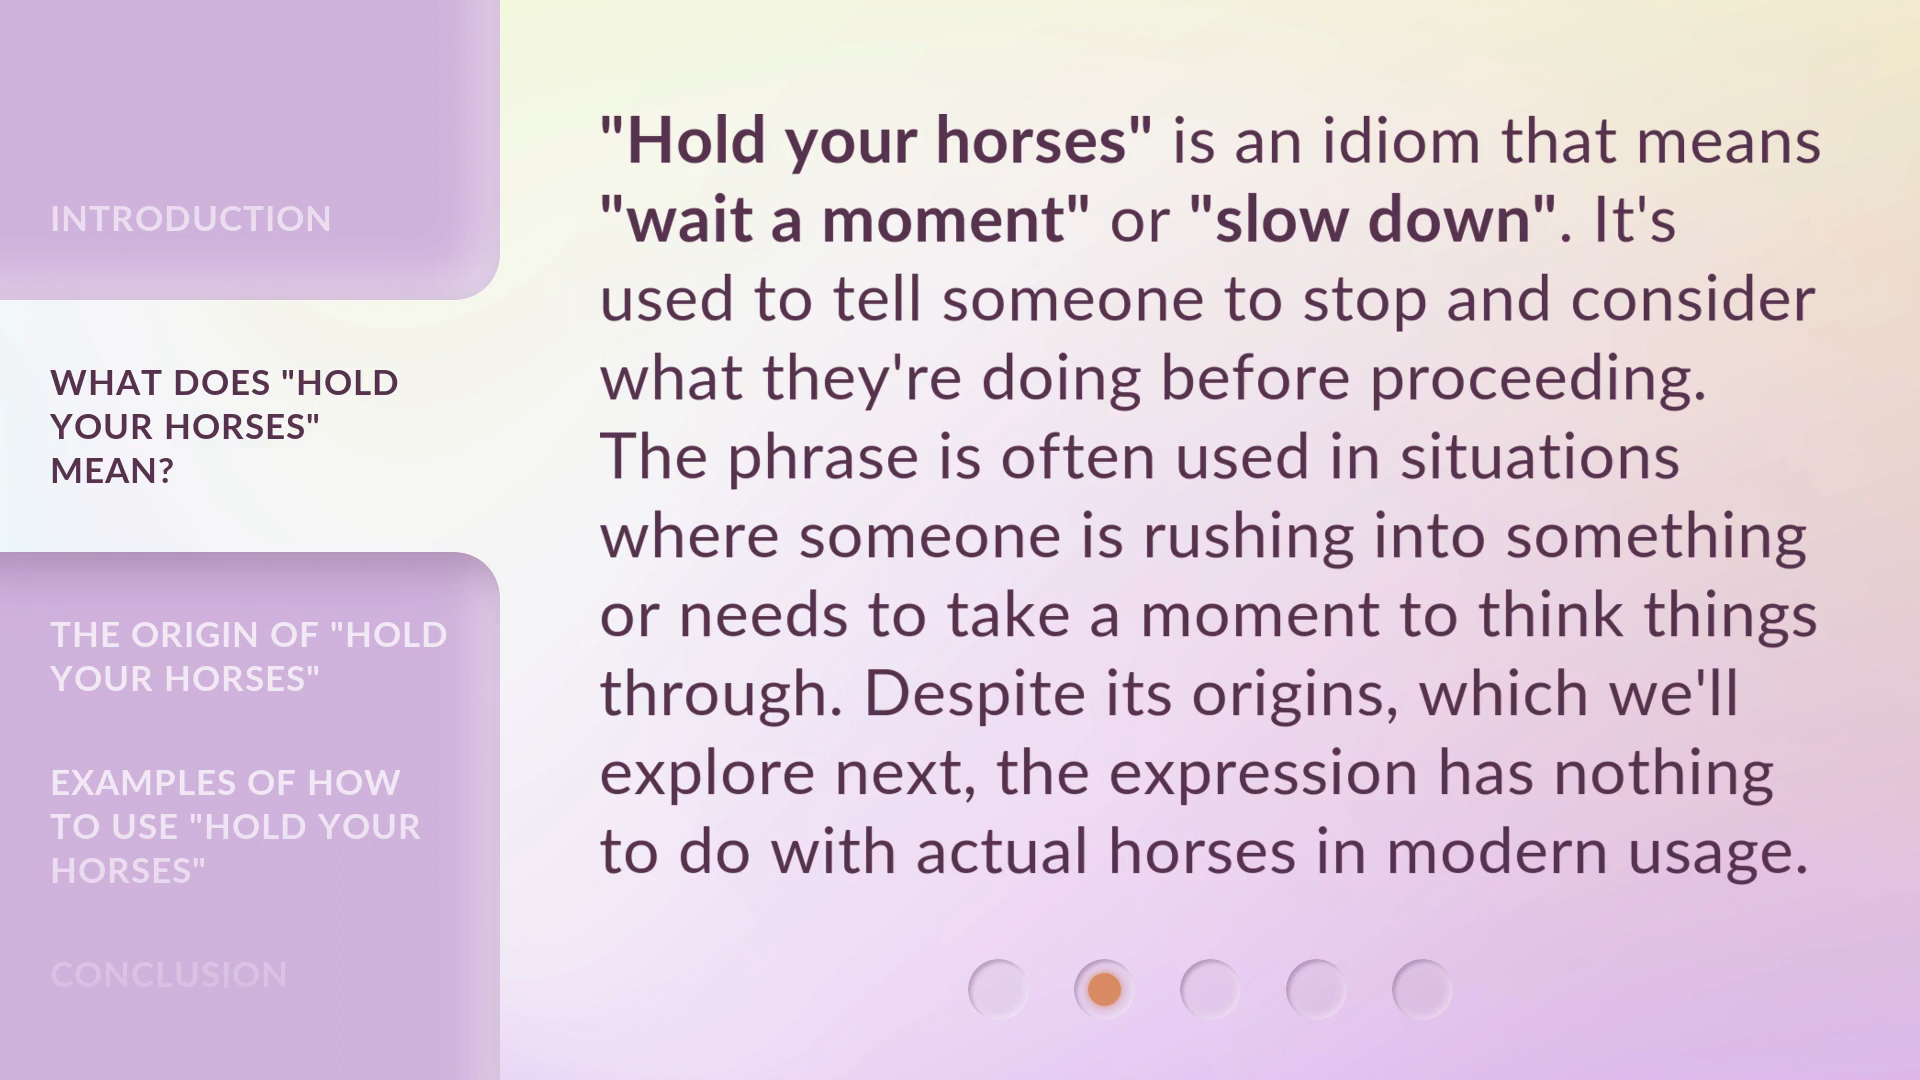 INTRODUCTION
WHAT DOES "HOLD
YOUR HORSES"
MEAN?
THE ORIGIN OF "HOLD
YOUR HORSES"
EXAMPLES OF HOW
TO USE "HOLD YOUR
HORSES"
CONCLUSION
"Hold your horses" is an idiom that means
"wait a moment" or "slow down". It's
used to tell someone to stop and consider
what they're doing before proceeding.
The phrase is often used in situations
where someone is rushing into something
or needs to take a moment to think things
through. Despite its origins, which we'll
explore next, the expression has nothing
to do with actual horses in modern usage.